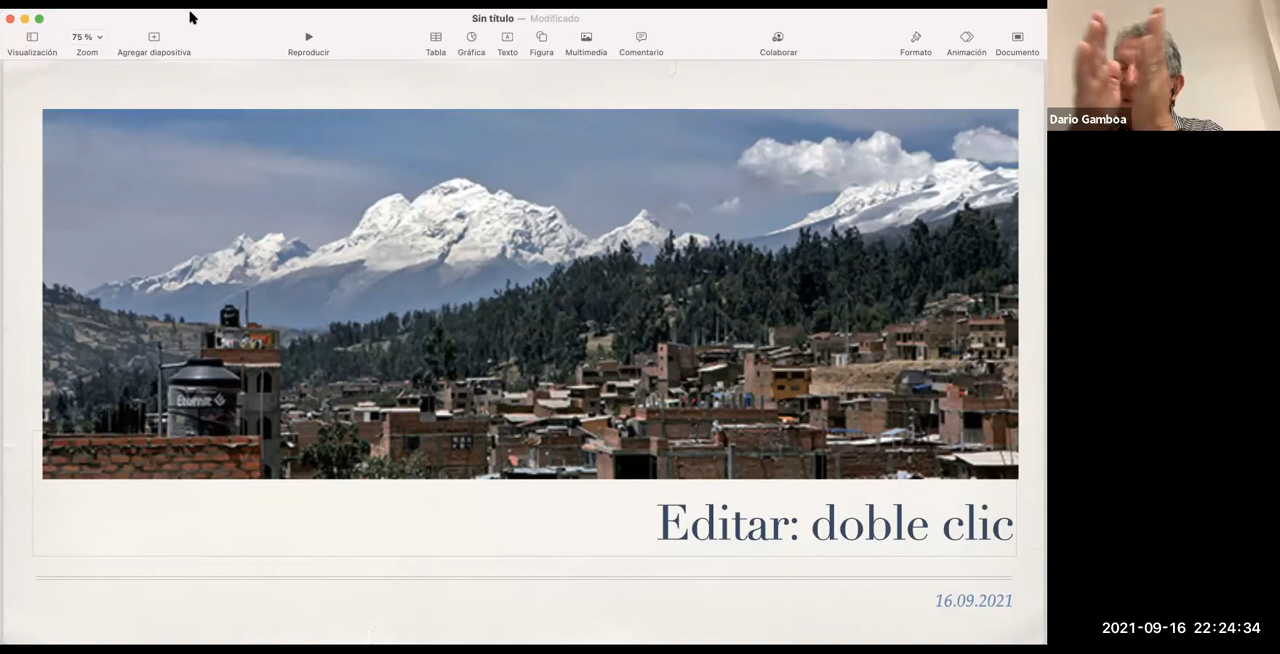 Sin título — Modificado
Visualización
75 %
Zoom
Agregar diapositiva
Reproducir
Tabla
Gráfica
Texto
Figura
Multimedia
Comentario
Colaborar
Formato
Animación
Documento
Dario Gamboa
Eternit
Editar: doble clic
16.09.2021
2021-09-16 22:24:34